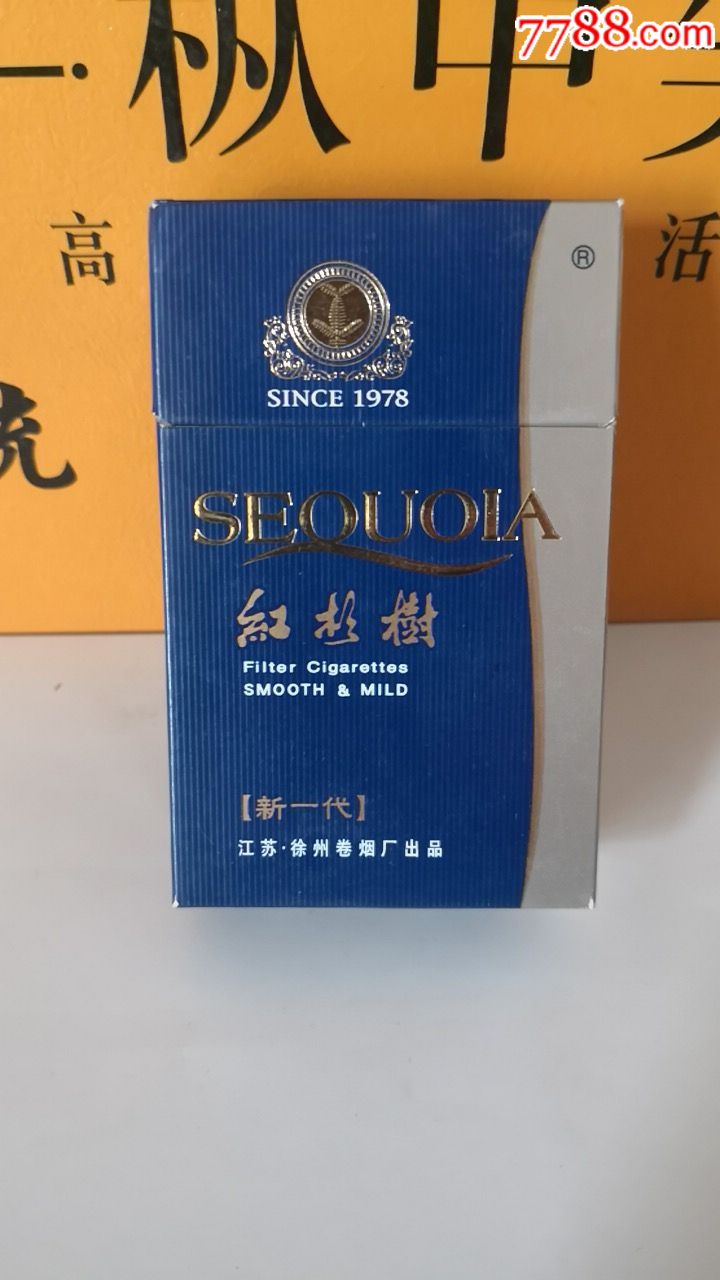 7788.com
高
活
®
SINCE 1978
SEQUOIA
紅杉樹
Filter Cigarettes
SMOOTH & MILD
【新一代】
江苏·徐州卷烟厂出品